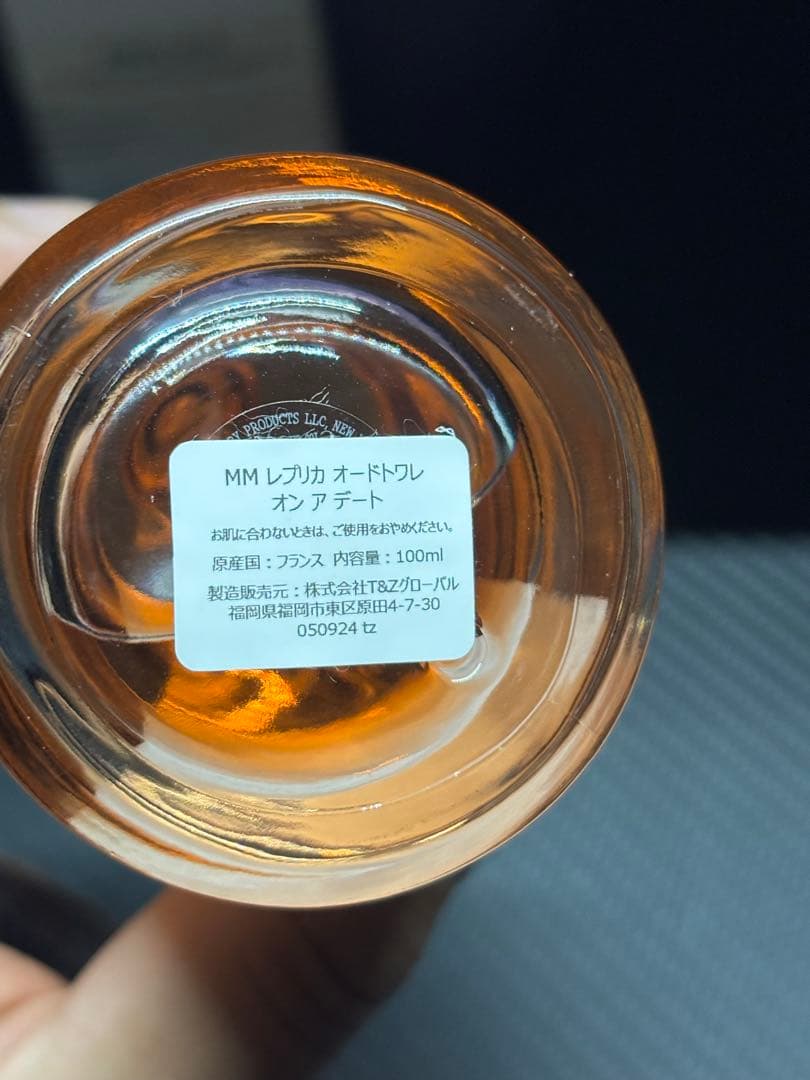 PRODUCTS LLC, NEW
MM レプリカ オードトワレ
オン ア デート
お肌に合わないときは、ご使用をおやめください。
原産国：フランス 内容量：100ml
製造販売元：株式会社T&Zグローバル
福岡県福岡市東区原田4-7-30
050924 tz